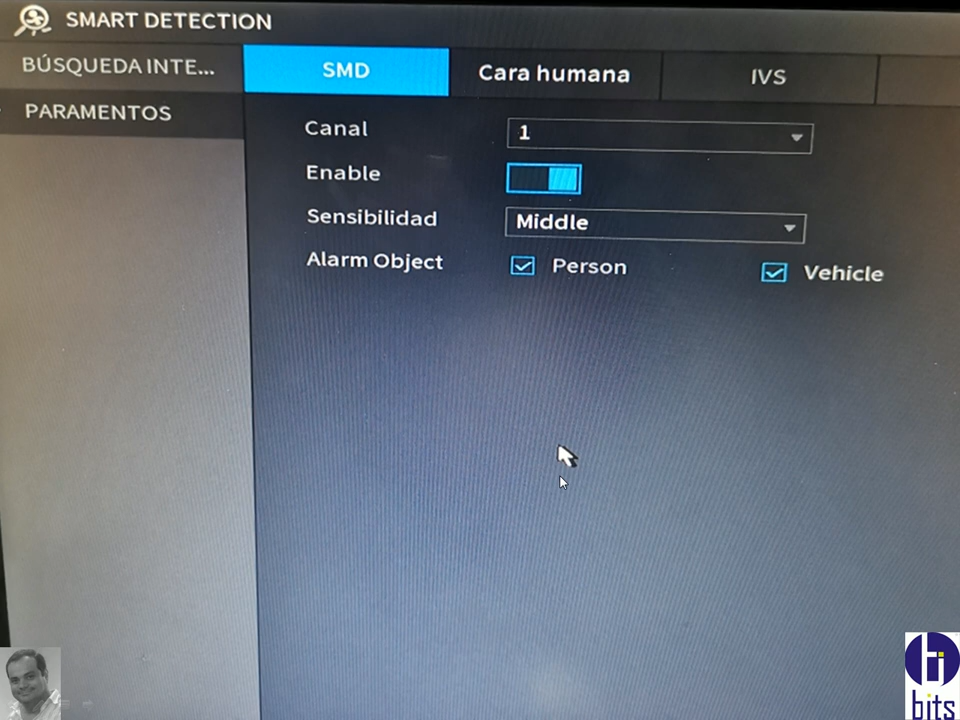 SMART DETECTION
BÚSQUEDA INTE...
SMD
Cara humana
IVS
PARAMENTOS
Canal
1
Enable
Sensibilidad
Middle
Alarm Object
Person
Vehicle
bits